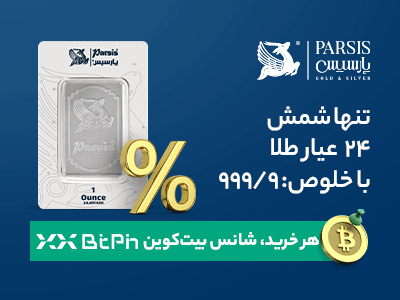 PARSIS
پارسیس
GOLD & SILVER
تنها شمش
۲۴ عیار طلا
با خلوص: ۹۹۹/۹
هر خرید، شانس بیت‌کوین BitPin
Parsis
پارسیس
PARSIS
1
Ounce
%